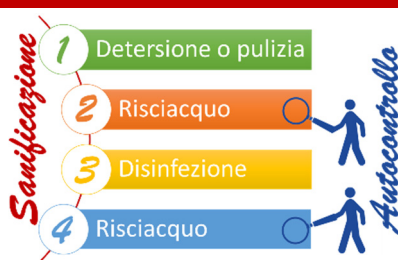 Sanificazione
1 Detersione o pulizia
2 Risciacquo
3 Disinfezione
4 Risciacquo
Autocontrollo